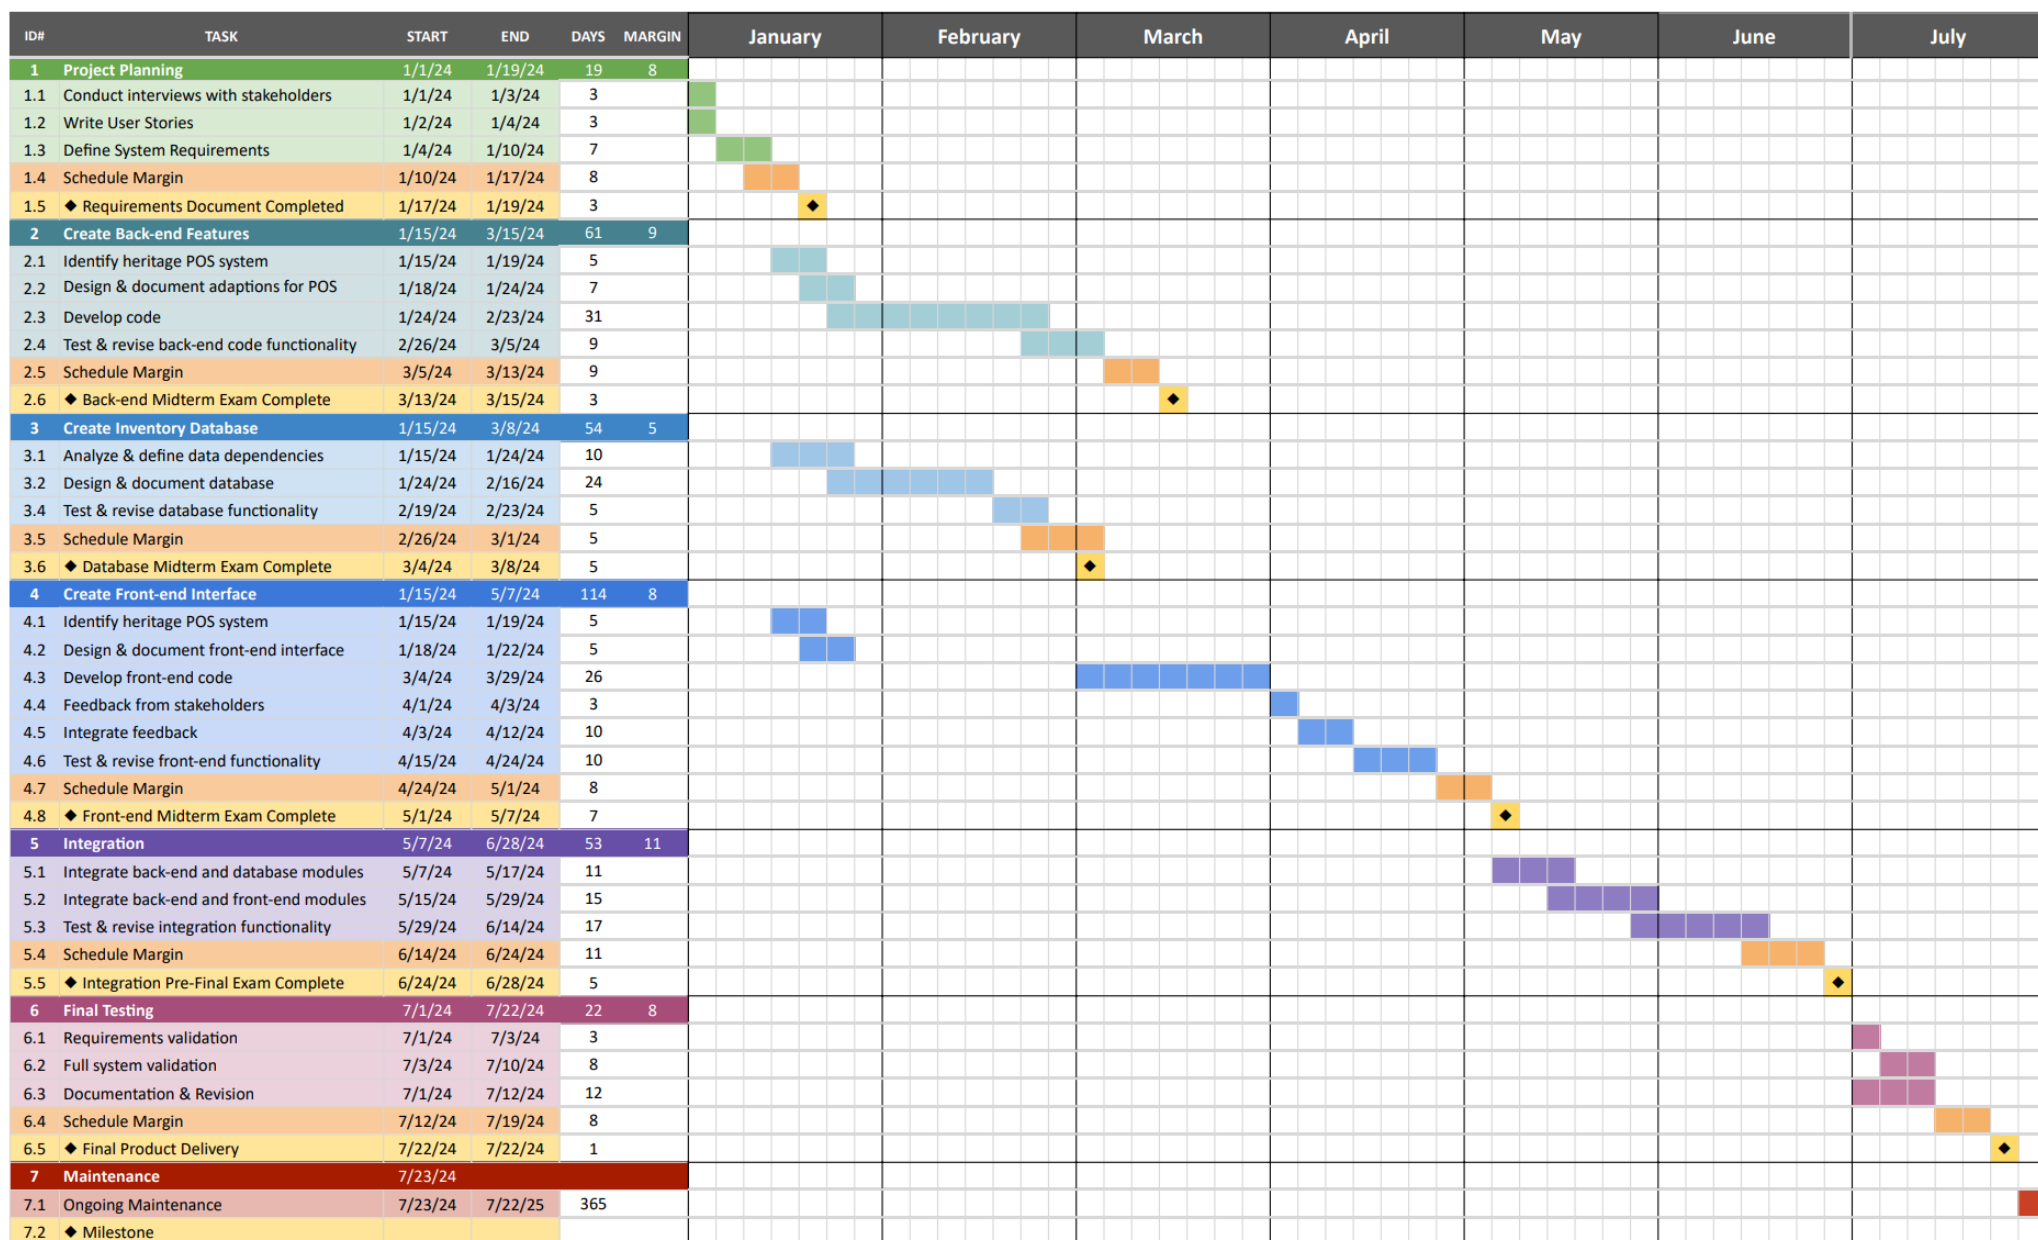 ID# TASK START END DAYS MARGIN January February March April May June July
1 Project Planning 1/1/24 1/19/24 19 8
1.1 Conduct interviews with stakeholders 1/1/24 1/3/24 3
1.2 Write User Stories 1/2/24 1/4/24 3
1.3 Define System Requirements 1/4/24 1/10/24 7
1.4 Schedule Margin 1/10/24 1/17/24 8
1.5 ◆ Requirements Document Completed 1/17/24 1/19/24 3 ◆
2 Create Back-end Features 1/15/24 3/15/24 61 9
2.1 Identify heritage POS system 1/15/24 1/19/24 5
2.2 Design & document adaptions for POS 1/18/24 1/24/24 7
2.3 Develop code 1/24/24 2/23/24 31
2.4 Test & revise back-end code functionality 2/26/24 3/5/24 9
2.5 Schedule Margin 3/5/24 3/13/24 9
2.6 ◆ Back-end Midterm Exam Complete 3/13/24 3/15/24 3 ◆
3 Create Inventory Database 1/15/24 3/8/24 54 5
3.1 Analyze & define data dependencies 1/15/24 1/24/24 10
3.2 Design & document database 1/24/24 2/16/24 24
3.4 Test & revise database functionality 2/19/24 2/23/24 5
3.5 Schedule Margin 2/26/24 3/1/24 5
3.6 ◆ Database Midterm Exam Complete 3/4/24 3/8/24 5 ◆
4 Create Front-end Interface 1/15/24 5/7/24 114 8
4.1 Identify heritage POS system 1/15/24 1/19/24 5
4.2 Design & document front-end interface 1/18/24 1/22/24 5
4.3 Develop front-end code 3/4/24 3/29/24 26
4.4 Feedback from stakeholders 4/1/24 4/3/24 3
4.5 Integrate feedback 4/3/24 4/12/24 10
4.6 Test & revise front-end functionality 4/15/24 4/24/24 10
4.7 Schedule Margin 4/24/24 5/1/24 8
4.8 ◆ Front-end Midterm Exam Complete 5/1/24 5/7/24 7 ◆
5 Integration 5/7/24 6/28/24 53 11
5.1 Integrate back-end and database modules 5/7/24 5/17/24 11
5.2 Integrate back-end and front-end modules 5/15/24 5/29/24 15
5.3 Test & revise integration functionality 5/29/24 6/14/24 17
5.4 Schedule Margin 6/14/24 6/24/24 11
5.5 ◆ Integration Pre-Final Exam Complete 6/24/24 6/28/24 5 ◆
6 Final Testing 7/1/24 7/22/24 22 8
6.1 Requirements validation 7/1/24 7/3/24 3
6.2 Full system validation 7/3/24 7/10/24 8
6.3 Documentation & Revision 7/1/24 7/12/24 12
6.4 Schedule Margin 7/12/24 7/19/24 8
6.5 ◆ Final Product Delivery 7/22/24 7/22/24 1 ◆
7 Maintenance 7/23/24
7.1 Ongoing Maintenance 7/23/24 7/22/25 365
7.2 ◆ Milestone